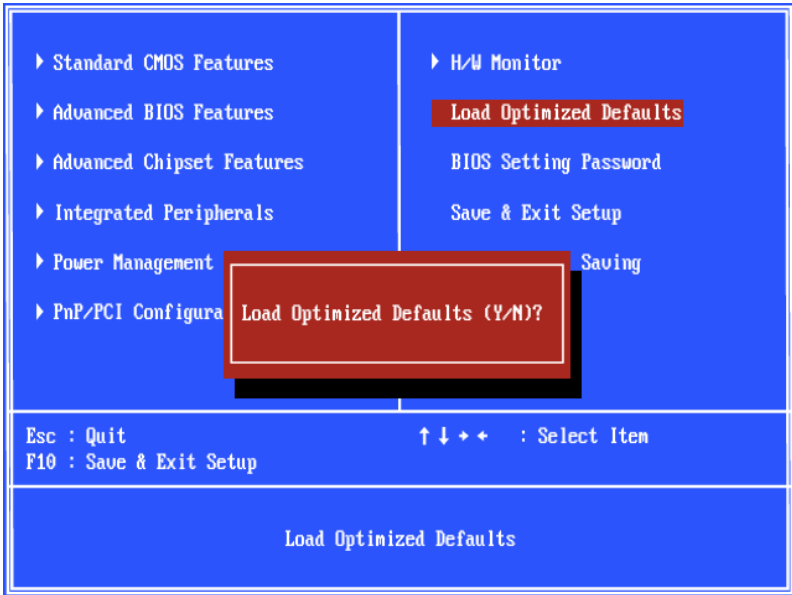 Standard CMOS Features
Advanced BIOS Features
Advanced Chipset Features
Integrated Peripherals
Power Management
PnP/PCI Configura
H/W Monitor
Load Optimized Defaults
BIOS Setting Password
Save & Exit Setup
Saving
Load Optimized Defaults (Y/N)?
Esc : Quit
F10 : Save & Exit Setup
↑ ↓ → ← : Select Item
Load Optimized Defaults